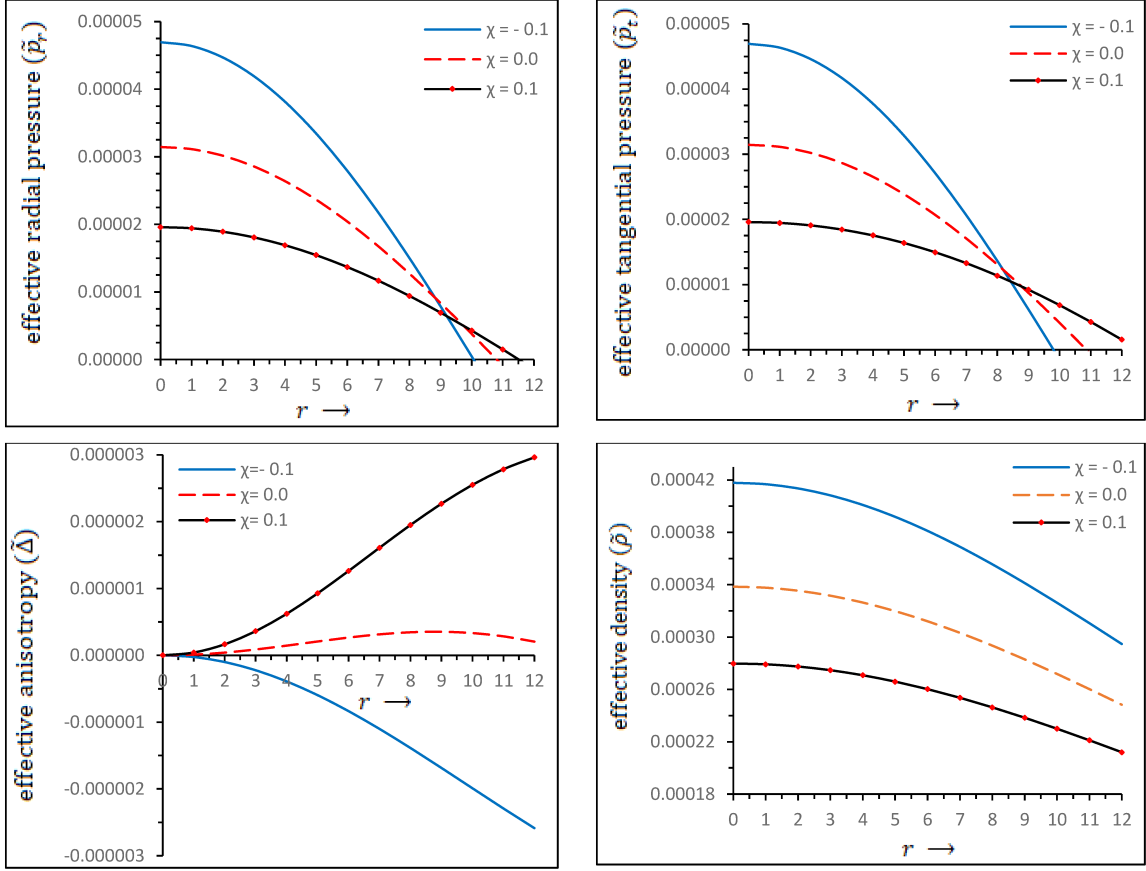 effective radial pressure (p̃ᵣ)
0.00005
0.00004
0.00003
0.00002
0.00001
0.00000
χ = - 0.1
χ = 0.0
χ = 0.1
0 1 2 3 4 5 6 7 8 9 10 11 12
r →
effective tangential pressure (p̃ₜ)
0.00005
0.00004
0.00003
0.00002
0.00001
0.00000
χ = - 0.1
χ = 0.0
χ = 0.1
0 1 2 3 4 5 6 7 8 9 10 11 12
r →
effective anisotropy (Δ̃)
0.000003
0.000002
0.000001
0.000000
-0.000001
-0.000002
-0.000003
χ=- 0.1
χ= 0.0
χ= 0.1
0 1 2 3 4 5 6 7 8 9 10 11 12
r →
effective density (ρ̃)
0.00042
0.00038
0.00034
0.00030
0.00026
0.00022
0.00018
χ = - 0.1
χ = 0.0
χ = 0.1
0 1 2 3 4 5 6 7 8 9 10 11 12
r →